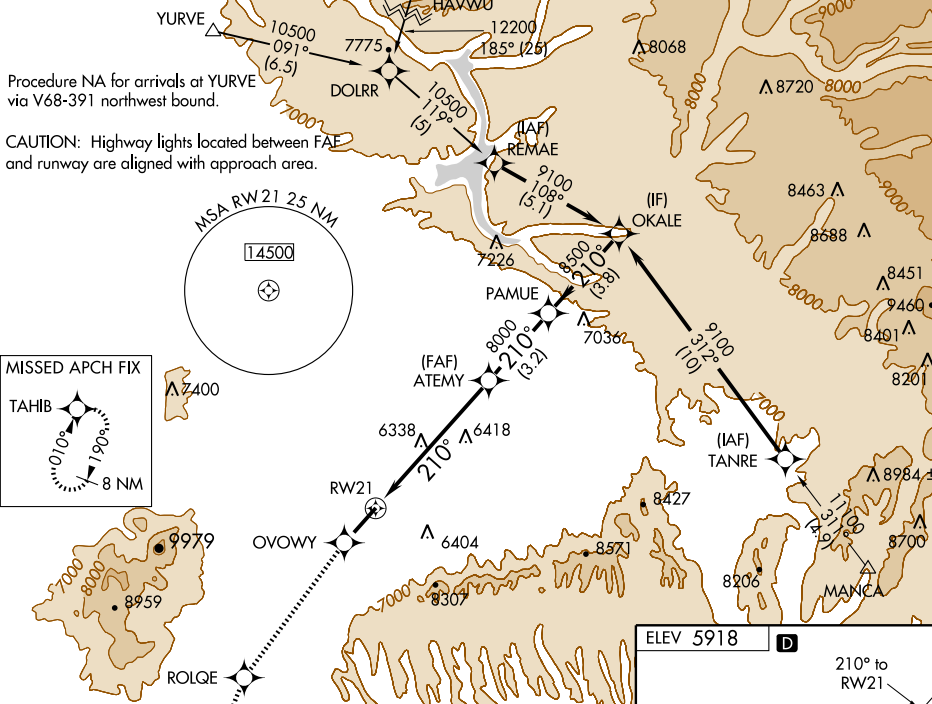 HAVWU
YURVE
10500
091°
(6.5)
7775
12200
185° (25)
DOLRR
9000
8068
8720
8000
8000
Procedure NA for arrivals at YURVE
via V68-391 northwest bound.
7000
10500
119°
(5)
CAUTION: Highway lights located between FAF
and runway are aligned with approach area.
(IAF)
REMAE
9100
108°
(5.1)
(IF)
OKALE
8463
8688
MSA RW21 25 NM
14500
7226
8500
210°
(3.8)
8451
8000
9460
8401
8201
PAMUE
7036
9100
312°
(10)
8000
210°
(3.2)
(FAF)
ATEMY
MISSED APCH FIX
TAHIB
010°
190°
8 NM
7400
7000
6338
6418
210°
(IAF)
TANRE
8984
RW21
8427
11100
311°
(4.9)
8700
OVOWY
6404
9979
7000
8000
8571
8206
MANCA
8959
7000
8307
ELEV 5918
D
ROLQE
210° to
RW21